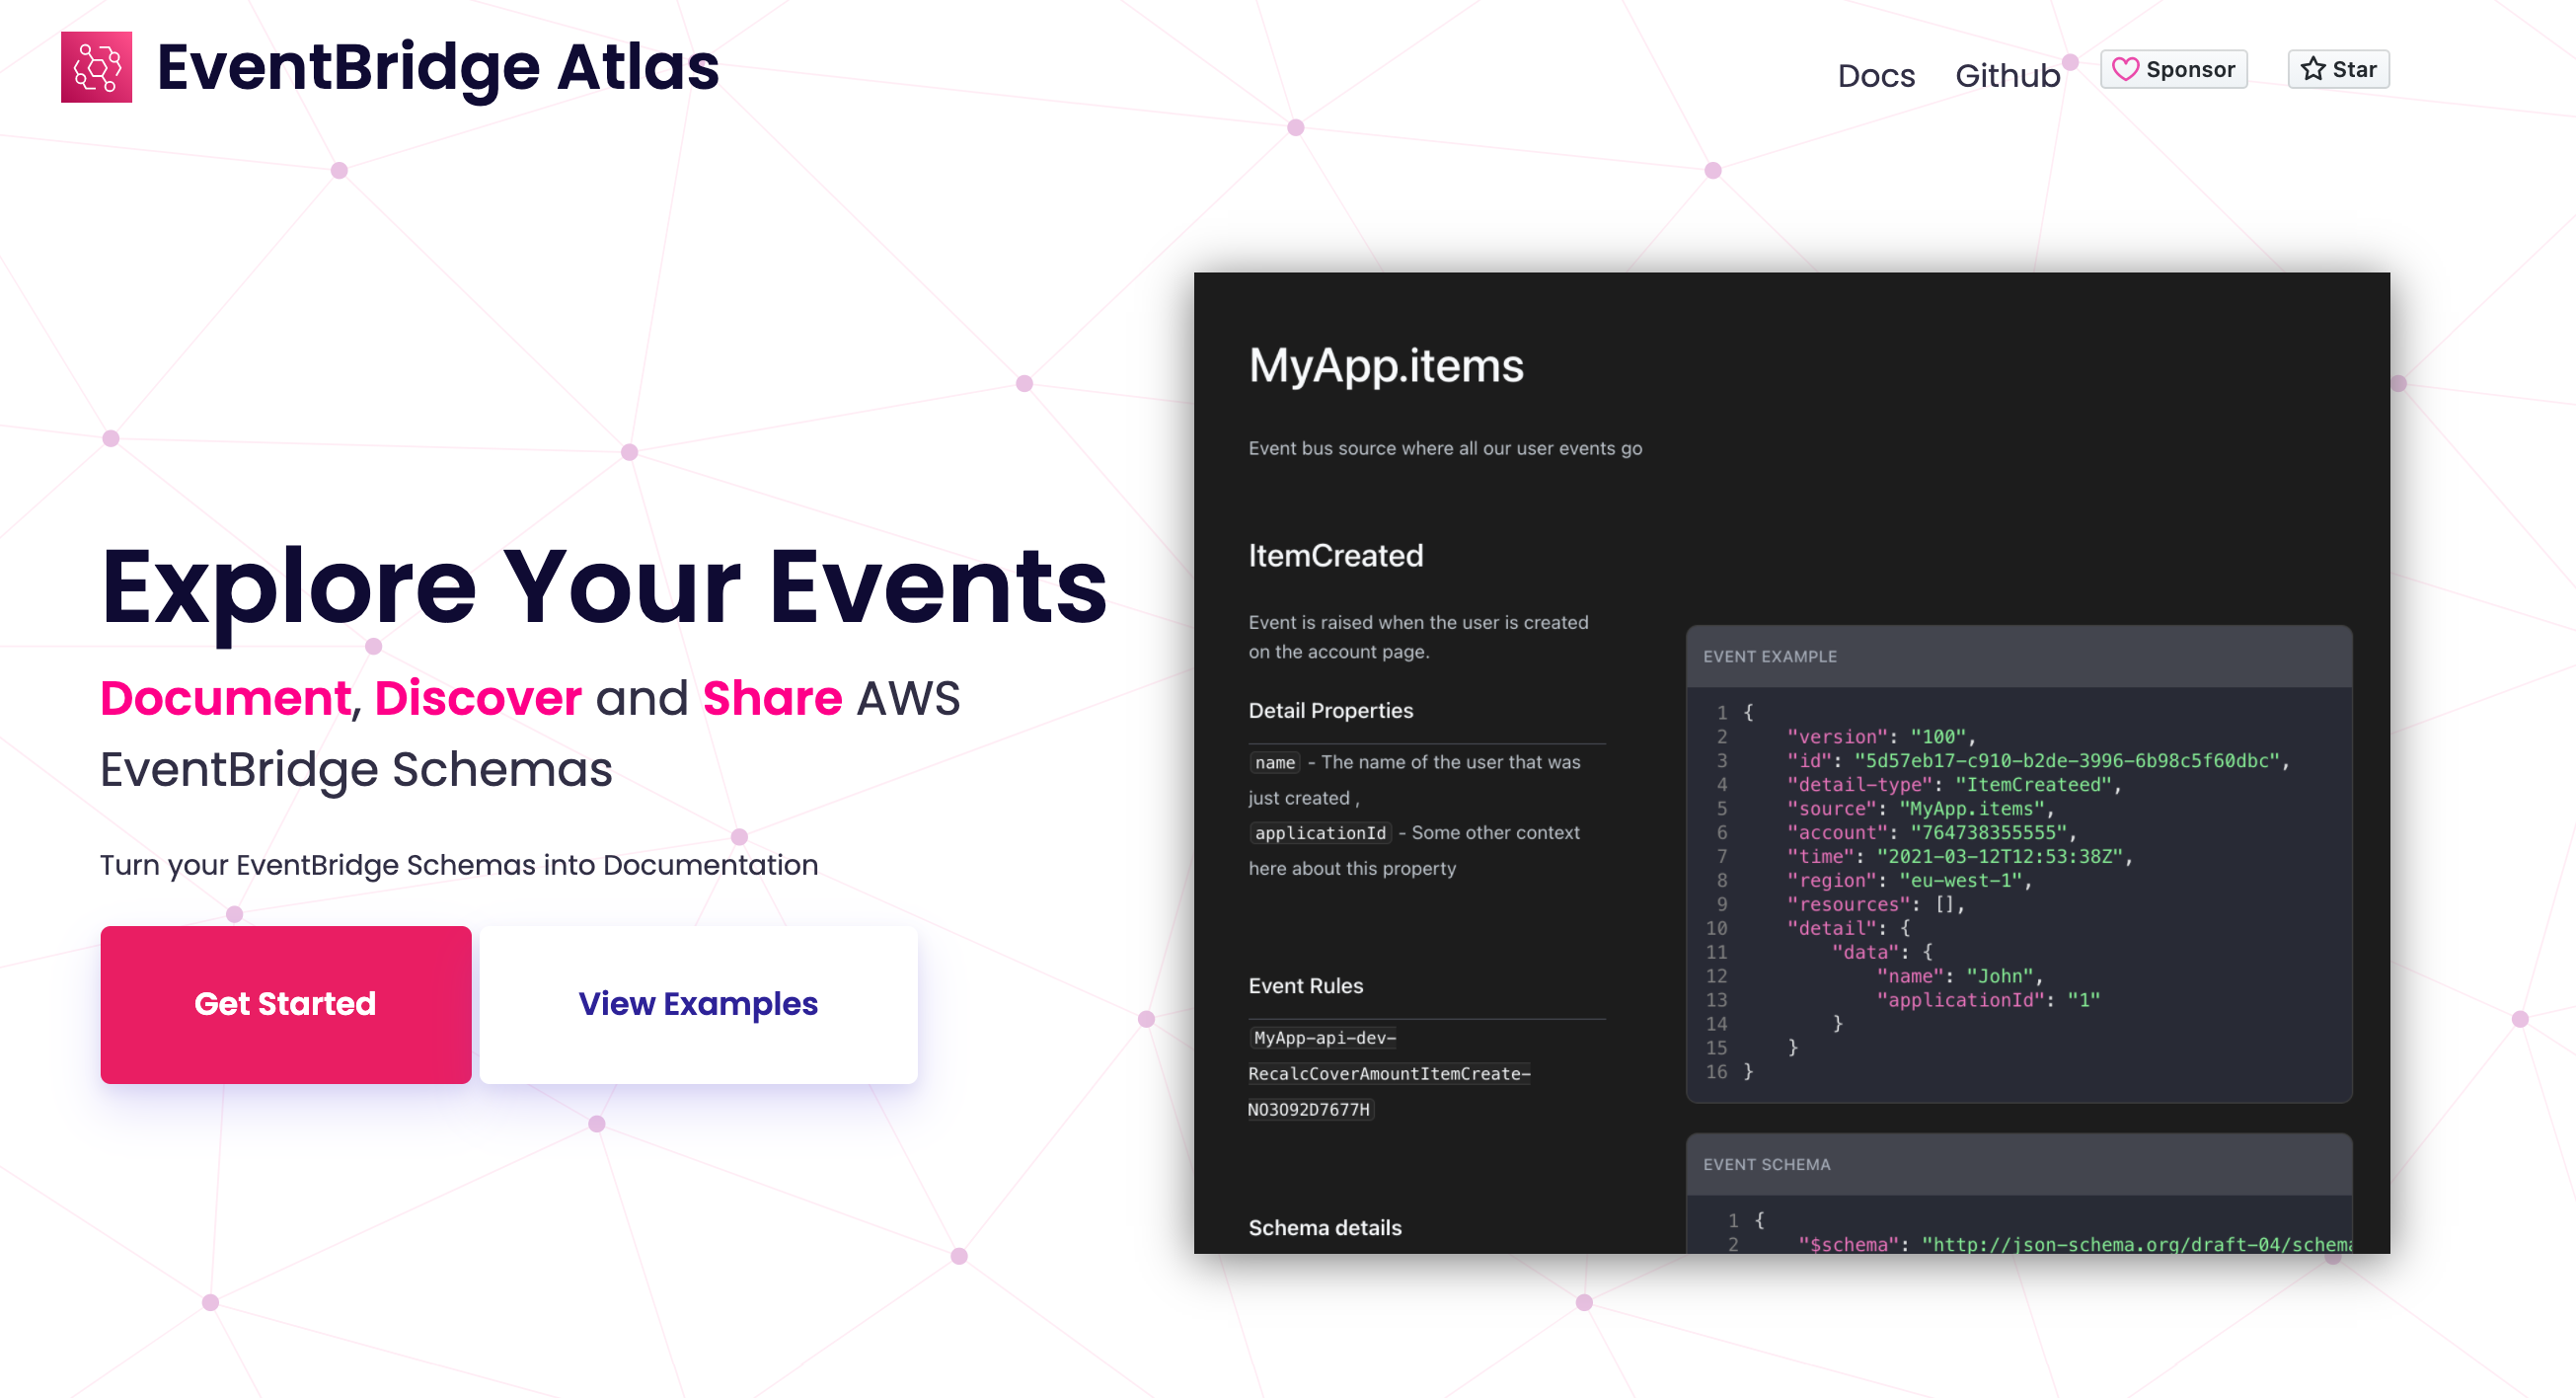 EventBridge Atlas
Docs Github Sponsor Star
Explore Your Events
Document, Discover and Share AWS
EventBridge Schemas
Turn your EventBridge Schemas into Documentation
Get Started
View Examples
MyApp.items
Event bus source where all our user events go
ItemCreated
Event is raised when the user is created
on the account page.
Detail Properties
name - The name of the user that was
just created ,
applicationId - Some other context
here about this property
Event Rules
MyApp-api-dev-
RecalcCoverAmountItemCreate-
NO3O92D7677H
Schema details
EVENT EXAMPLE
1 {
2 "version": "100",
3 "id": "5d57eb17-c910-b2de-3996-6b98c5f60dbc",
4 "detail-type": "ItemCreateed",
5 "source": "MyApp.items",
6 "account": "764738355555",
7 "time": "2021-03-12T12:53:38Z",
8 "region": "eu-west-1",
9 "resources": [],
10 "detail": {
11 "data": {
12 "name": "John",
13 "applicationId": "1"
14 }
15 }
16 }
EVENT SCHEMA
1 {
2 "$schema": "http://json-schema.org/draft-04/schema